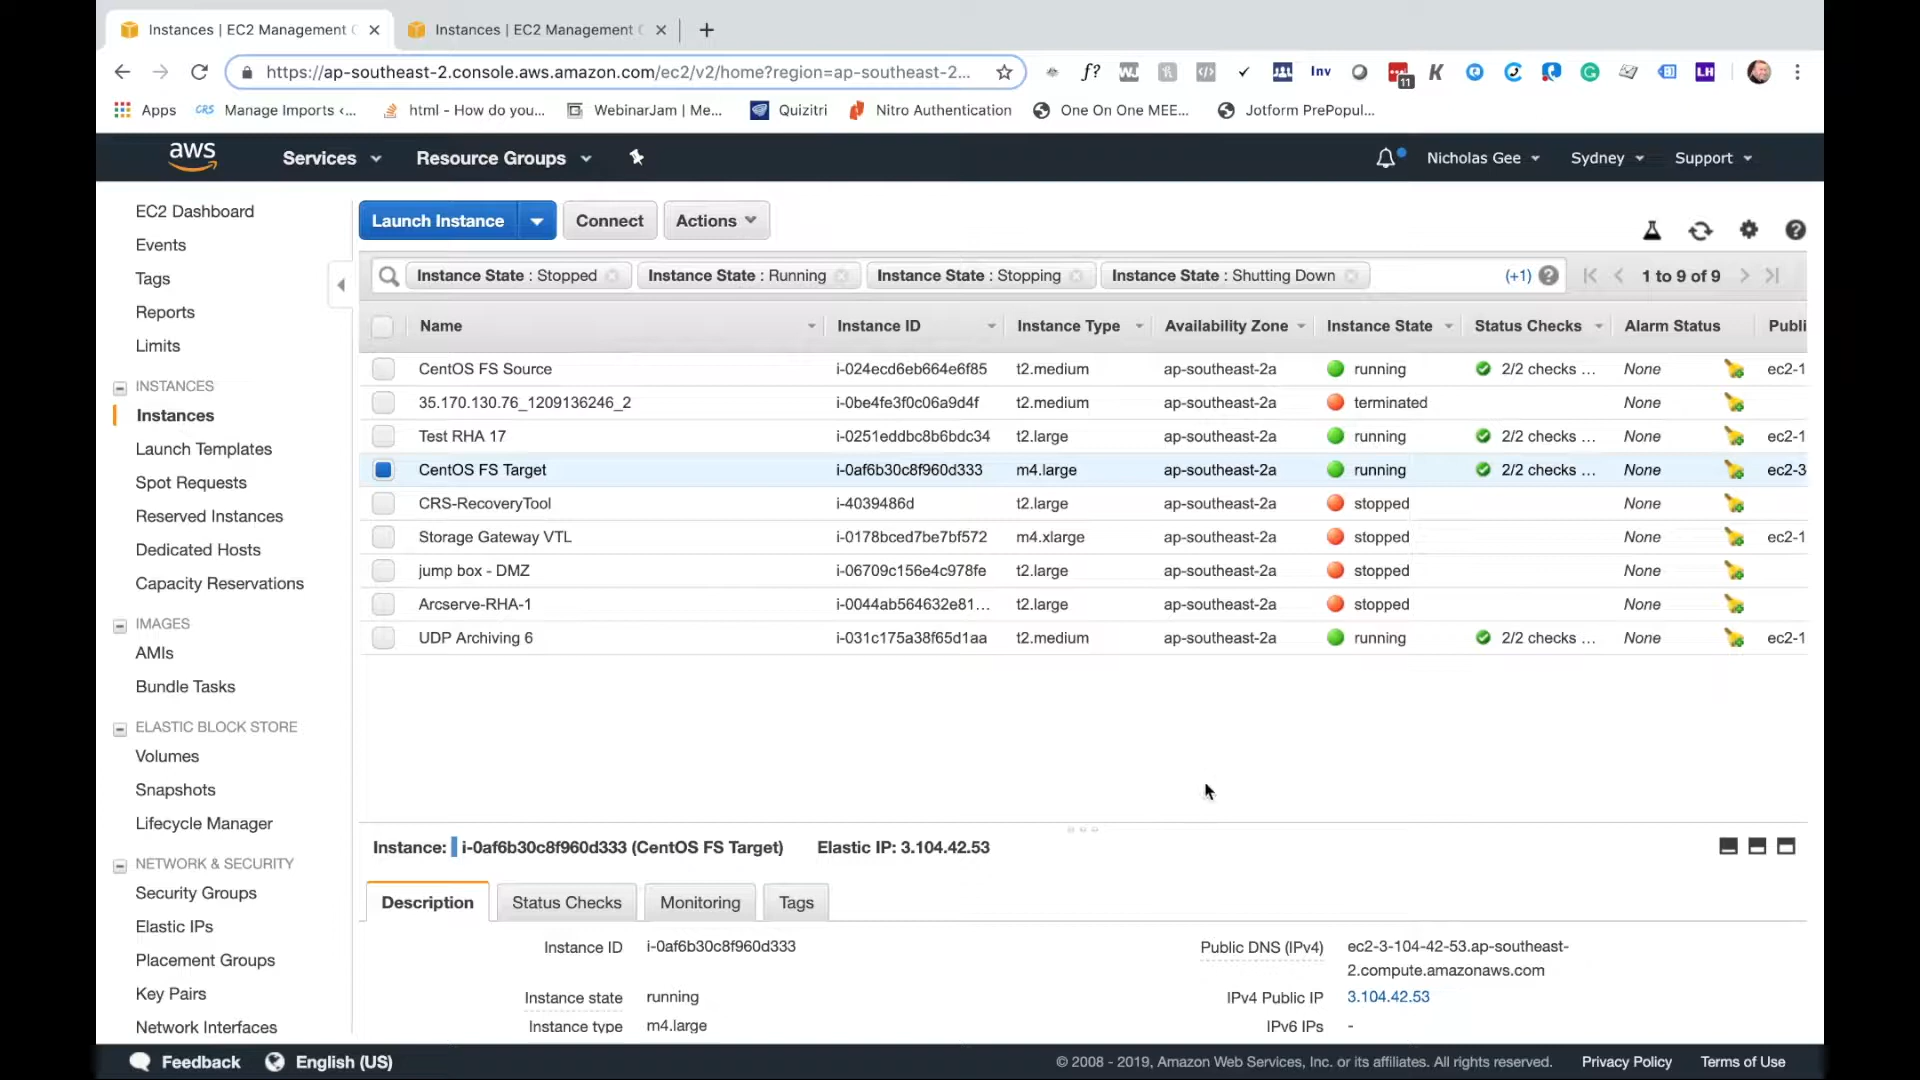 Instances | EC2 Management C
Instances | EC2 Management C
https://ap-southeast-2.console.aws.amazon.com/ec2/v2/home?region=ap-southeast-2...
f?
WJ
Inv
11
K
LH
Apps
CRS Manage Imports <...
html - How do you...
WebinarJam | Me...
Quizitri
Nitro Authentication
One On One MEE...
Jotform PrePopul...
aws
Services
Resource Groups
Nicholas Gee
Sydney
Support
EC2 Dashboard
Events
Tags
Reports
Limits
INSTANCES
Instances
Launch Templates
Spot Requests
Reserved Instances
Dedicated Hosts
Capacity Reservations
IMAGES
AMIs
Bundle Tasks
ELASTIC BLOCK STORE
Volumes
Snapshots
Lifecycle Manager
NETWORK & SECURITY
Security Groups
Elastic IPs
Placement Groups
Key Pairs
Network Interfaces
Launch Instance
Connect
Actions
Instance State : Stopped
Instance State : Running
Instance State : Stopping
Instance State : Shutting Down
(+1)
1 to 9 of 9
Name Instance ID Instance Type Availability Zone Instance State Status Checks Alarm Status Publi
CentOS FS Source i-024ecd6eb664e6f85 t2.medium ap-southeast-2a running 2/2 checks ... None ec2-1
35.170.130.76_1209136246_2 i-0be4fe3f0c06a9d4f t2.medium ap-southeast-2a terminated None
Test RHA 17 i-0251eddbc8b6bdc34 t2.large ap-southeast-2a running 2/2 checks ... None ec2-1
CentOS FS Target i-0af6b30c8f960d333 m4.large ap-southeast-2a running 2/2 checks ... None ec2-3
CRS-RecoveryTool i-4039486d t2.large ap-southeast-2a stopped None
Storage Gateway VTL i-0178bced7be7bf572 m4.xlarge ap-southeast-2a stopped None ec2-1
jump box - DMZ i-06709c156e4c978fe t2.large ap-southeast-2a stopped None
Arcserve-RHA-1 i-0044ab564632e81... t2.large ap-southeast-2a stopped None
UDP Archiving 6 i-031c175a38f65d1aa t2.medium ap-southeast-2a running 2/2 checks ... None ec2-1
Instance: i-0af6b30c8f960d333 (CentOS FS Target) Elastic IP: 3.104.42.53
Description
Status Checks
Monitoring
Tags
Instance ID i-0af6b30c8f960d333
Instance state running
Instance type m4.large
Public DNS (IPv4) ec2-3-104-42-53.ap-southeast-
2.compute.amazonaws.com
IPv4 Public IP 3.104.42.53
IPv6 IPs -
Feedback
English (US)
© 2008 - 2019, Amazon Web Services, Inc. or its affiliates. All rights reserved.
Privacy Policy
Terms of Use